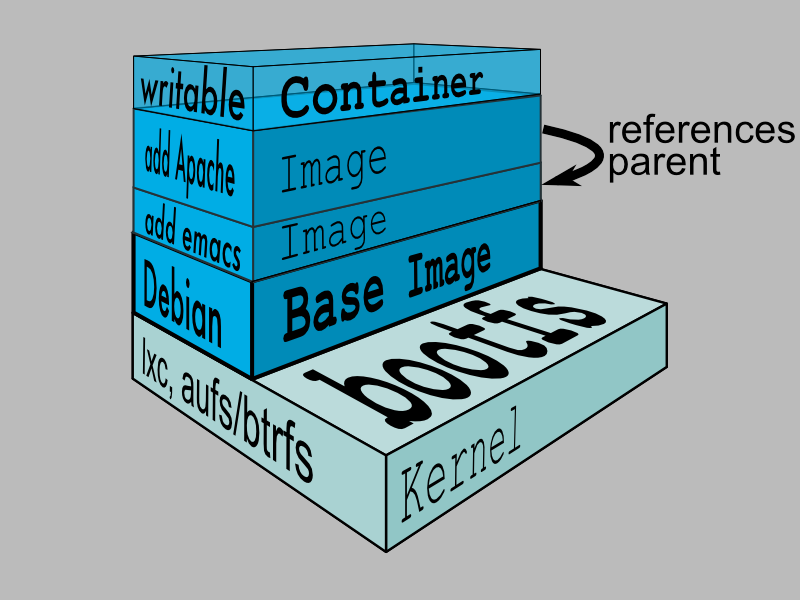 writable Container
add Apache Image
references
parent
add emacs Image
Debian Base Image
bootfs
lxc, aufs/btrfs
Kernel